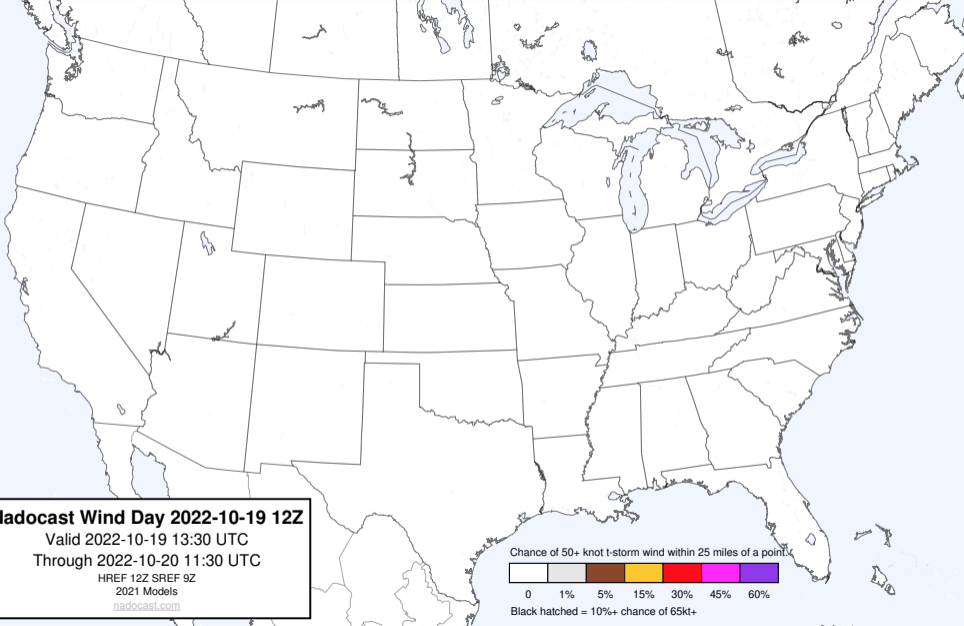 adocast Wind Day 2022-10-19 12Z
Valid 2022-10-19 13:30 UTC
Through 2022-10-20 11:30 UTC
HREF 12Z SREF 9Z
2021 Models
nadocast.com
Chance of 50+ knot t-storm wind within 25 miles of a point.
0 1% 5% 15% 30% 45% 60%
Black hatched = 10%+ chance of 65kt+